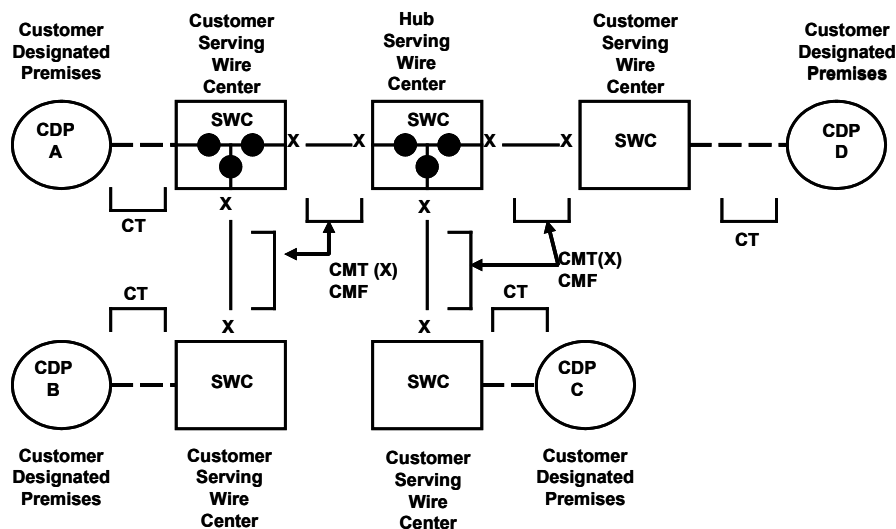 Customer
Designated
Premises
Customer
Serving
Wire
Center
Hub
Serving
Wire
Center
Customer
Serving
Wire
Center
Customer
Designated
Premises
CDP
A
SWC
X
X
SWC
X
X
SWC
CDP
D
CT
X
X
CT
CMT (X)
CMF
CMT(X)
CMF
CT
CT
X
X
CDP
B
SWC
SWC
CDP
C
Customer
Designated
Premises
Customer
Serving
Wire
Center
Customer
Serving
Wire
Center
Customer
Designated
Premises